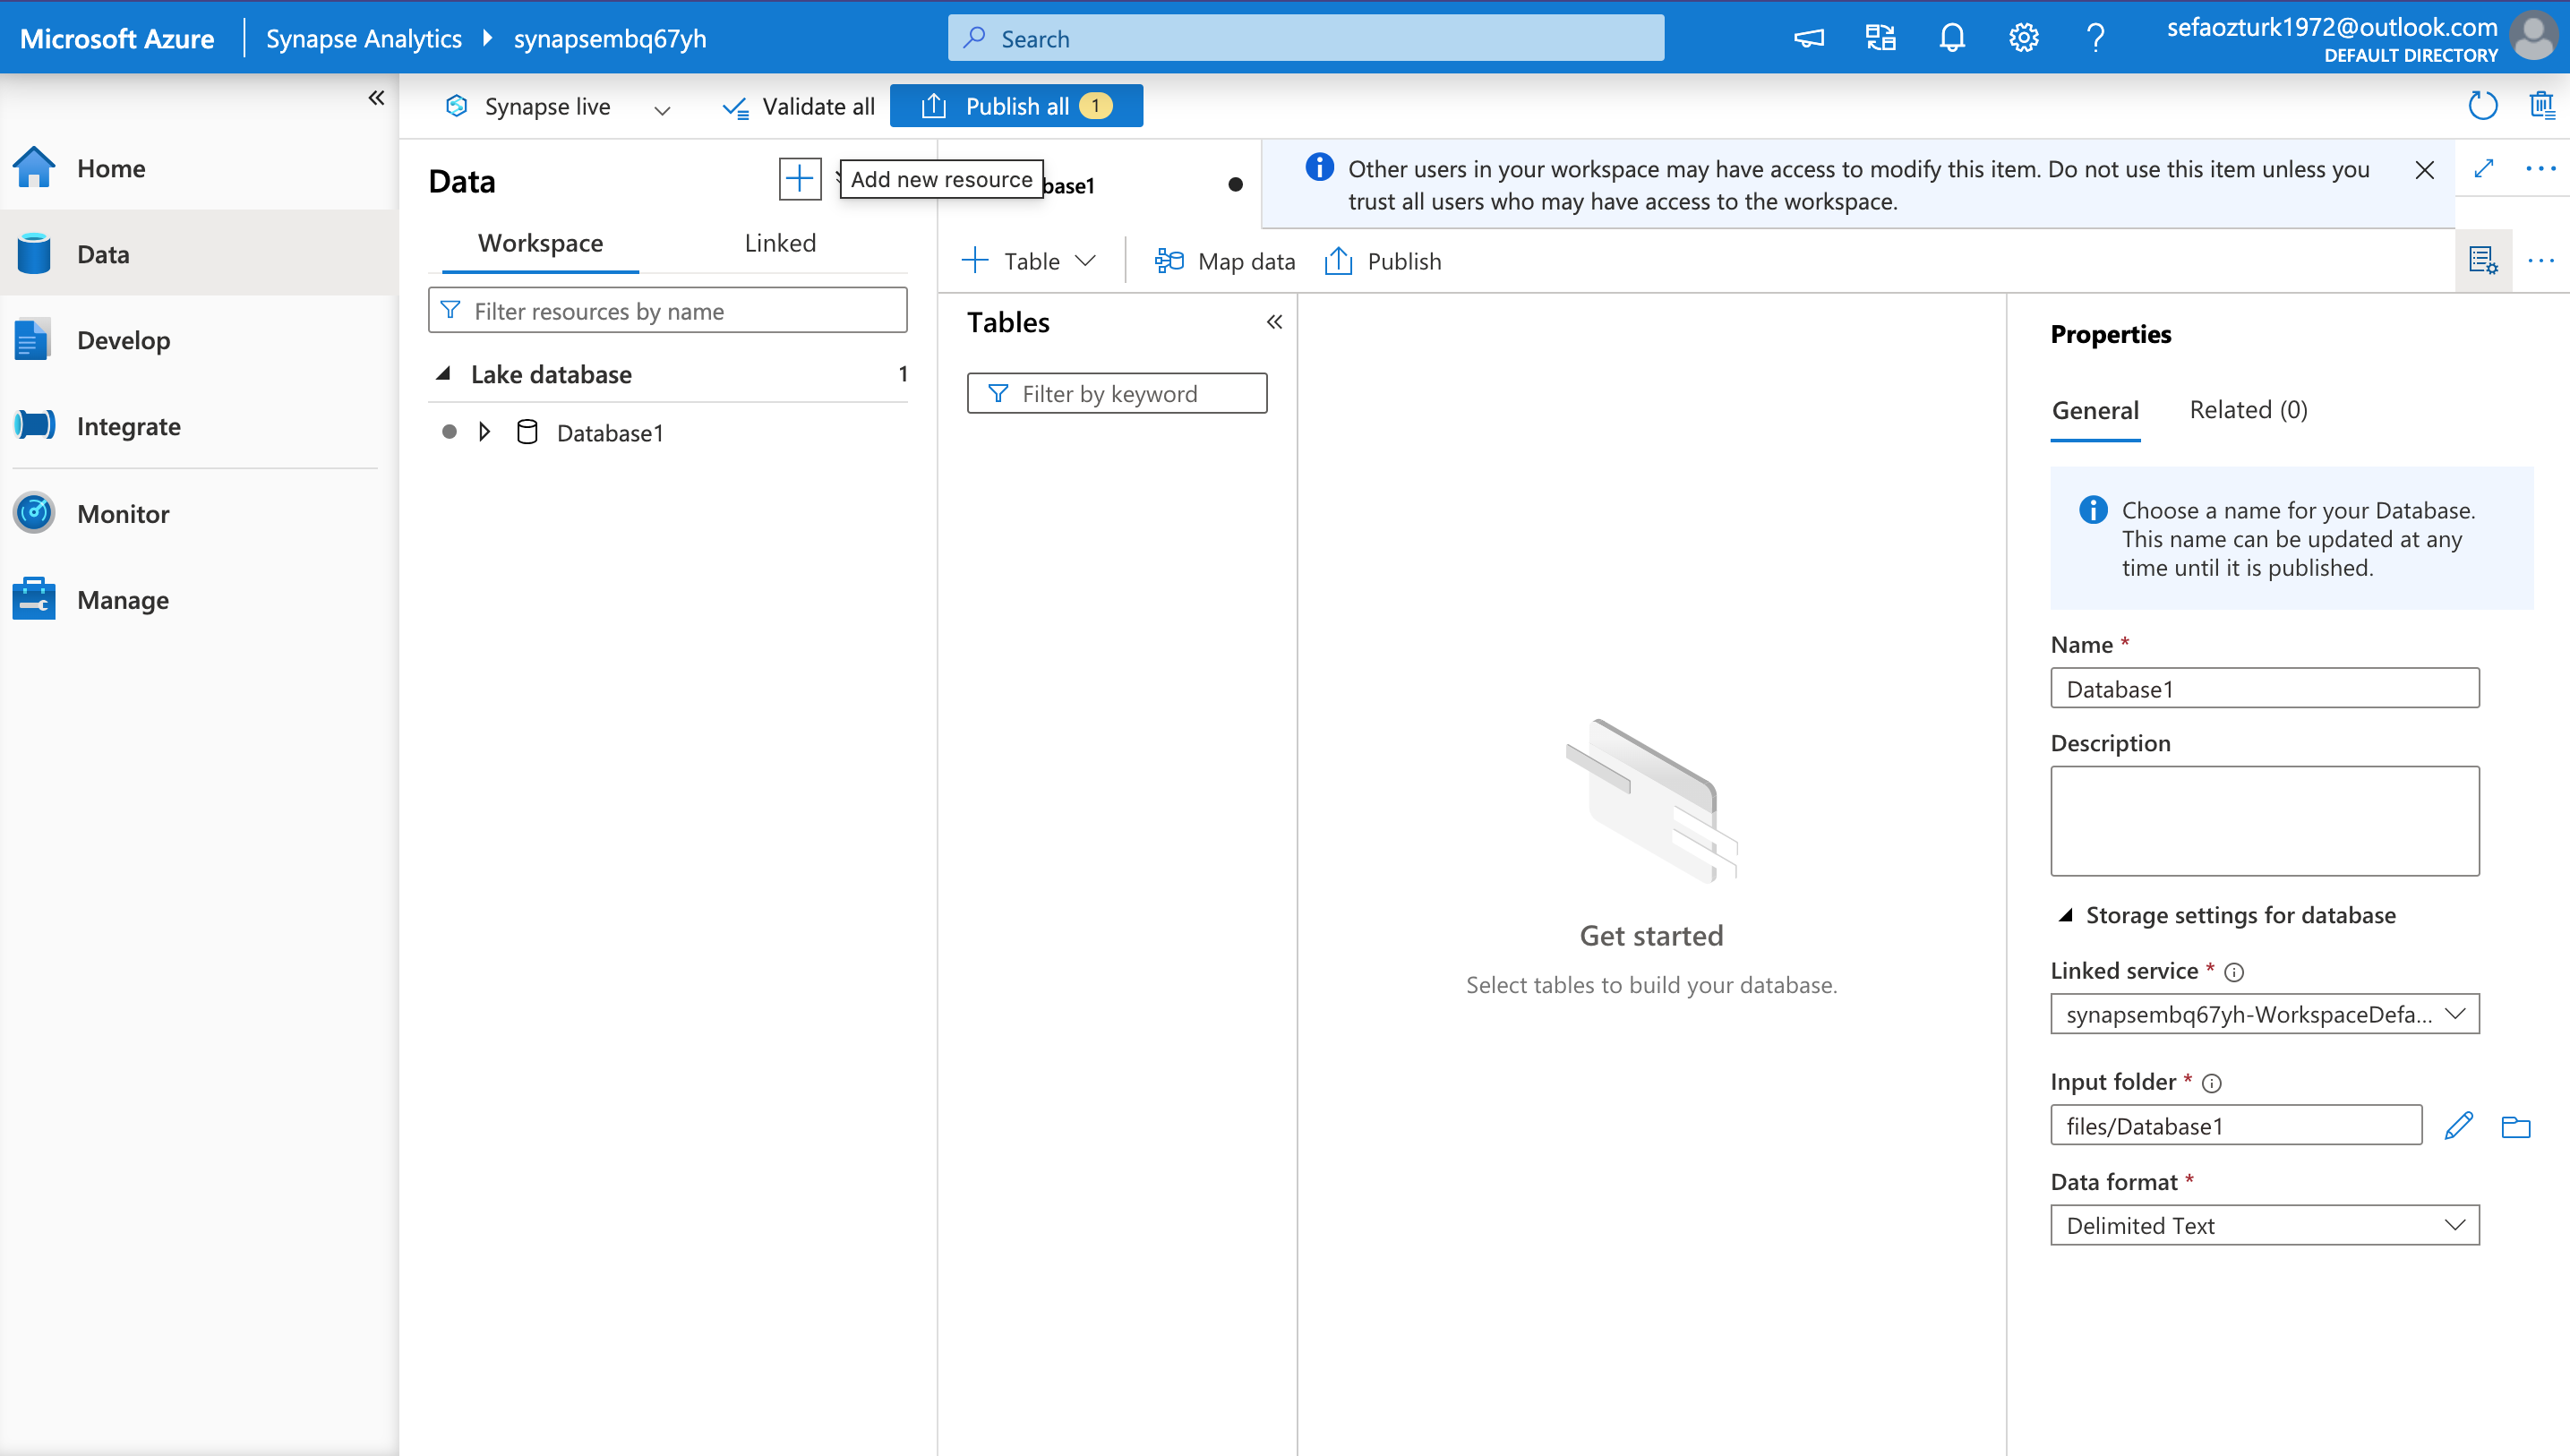 Microsoft Azure
Synapse Analytics
synapsembq67yh
Search
sefaozturk1972@outlook.com
DEFAULT DIRECTORY
Synapse live
Validate all
Publish all 1
Home
Data
Develop
Integrate
Monitor
Manage
Data
Add new resource
Workspace
Linked
Filter resources by name
Lake database 1
Database1
base1
Other users in your workspace may have access to modify this item. Do not use this item unless you
trust all users who may have access to the workspace.
Table
Map data
Publish
Tables
Filter by keyword
Get started
Select tables to build your database.
Properties
General
Related (0)
Choose a name for your Database.
This name can be updated at any
time until it is published.
Name *
Database1
Description
Storage settings for database
Linked service *
synapsembq67yh-WorkspaceDefa...
Input folder *
files/Database1
Data format *
Delimited Text